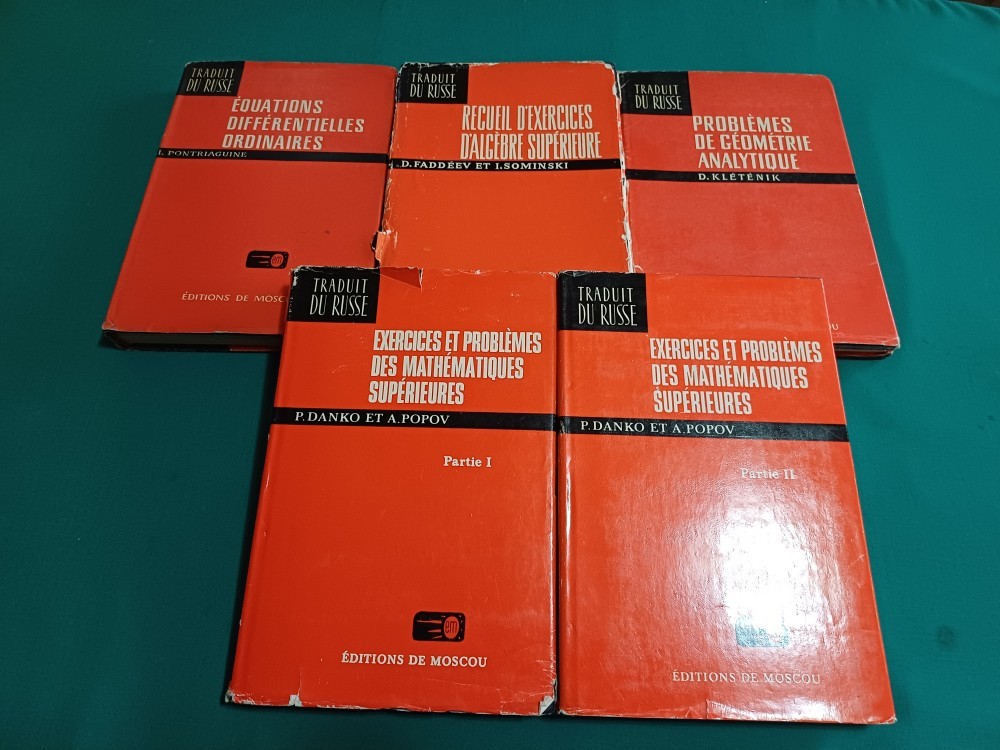 TRADUIT
DU RUSSE
ÉQUATIONS
DIFFÉRENTIELLES
ORDINAIRES
L. PONTRIAGUINE
ÉDITIONS DE MOSC
TRADUIT
DU RUSSE
RECUEIL D'EXERCICES
D'ALGÈBRE SUPÉRIEURE
D. FADDÉEV ET I. SOMINSKI
TRADUIT
DU RUSSE
PROBLÈMES
DE GÉOMÉTRIE
ANALYTIQUE
D. KLÉTÉNIK
OU
TRADUIT
DU RUSSE
EXERCICES ET PROBLÈMES
DES MATHÉMATIQUES
SUPÉRIEURES
P. DANKO ET A. POPOV
Partie I
em
ÉDITIONS DE MOSCOU
TRADUIT
DU RUSSE
EXERCICES ET PROBLÈMES
DES MATHÉMATIQUES
SUPÉRIEURES
P. DANKO ET A. POPOV
Partie II
ÉDITIONS DE MOSCOU